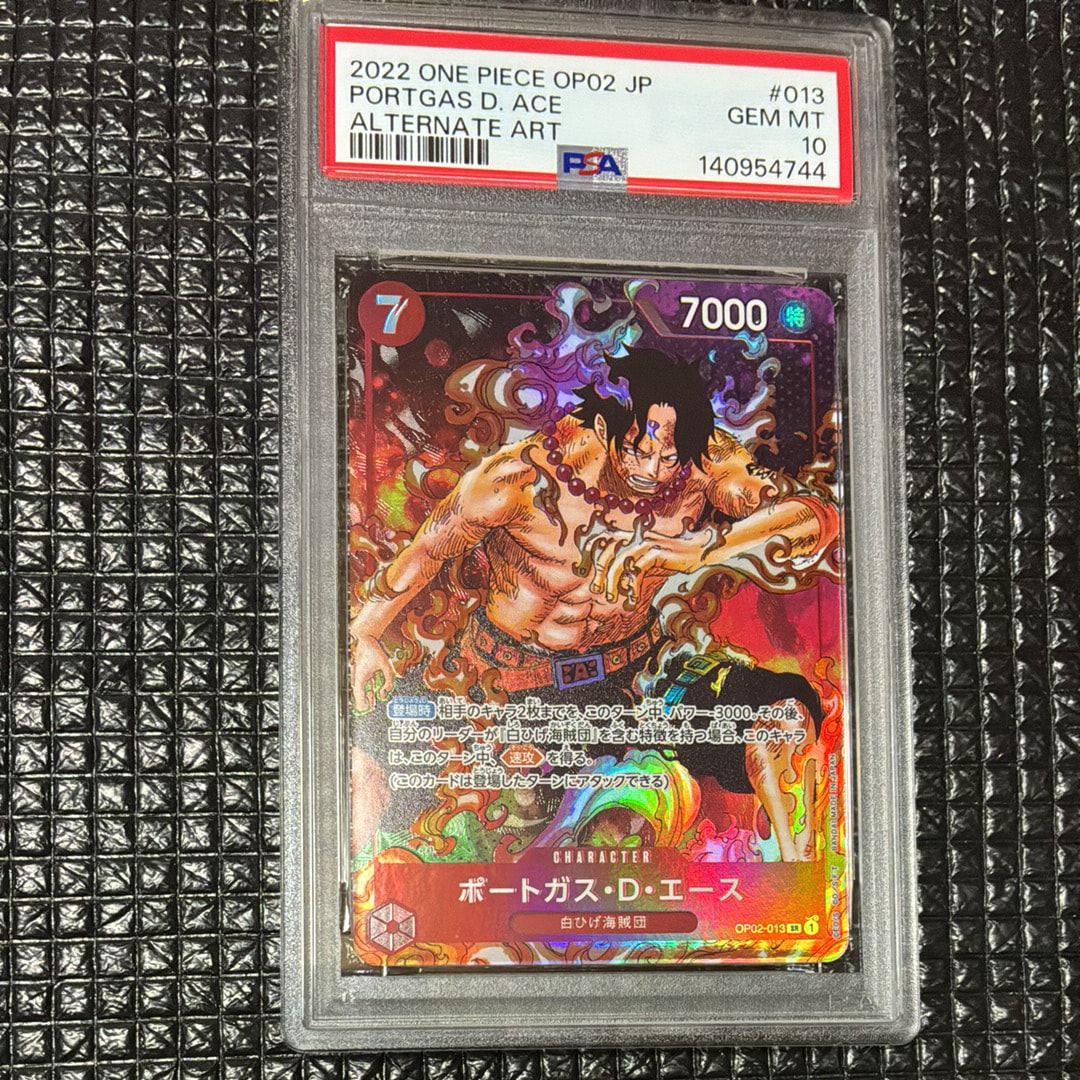 2022 ONE PIECE OP02 JP #013
PORTGAS D. ACE GEM MT
ALTERNATE ART 10
PSA 140954744
7 7000 特
登場時 相手のキャラ2枚までを、このターン中、パワー-3000。その後、
自分のリーダーが『白ひげ海賊団』を含む特徴を持つ場合、このキャラ
は、このターン中、速攻を得る。
(このカードは登場したターンにアタックできる)
CHARACTER
ポートガス・D・エース
白ひげ海賊団
OP02-013 SR 1
BANDAI MADE IN JAPAN
A